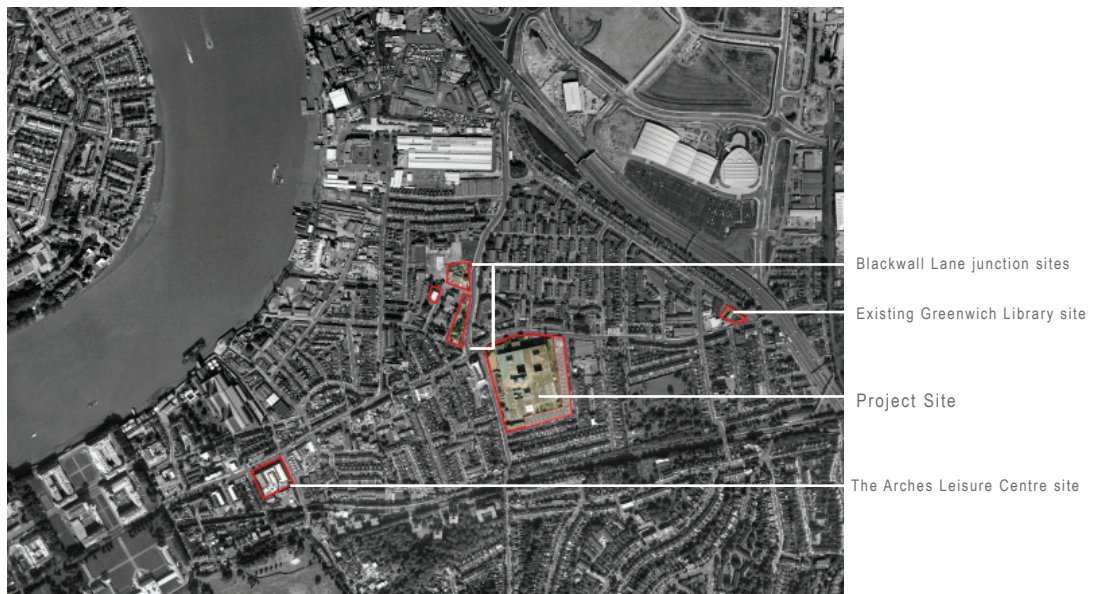 Blackwall Lane junction sites
Existing Greenwich Library site
Project Site
The Arches Leisure Centre site